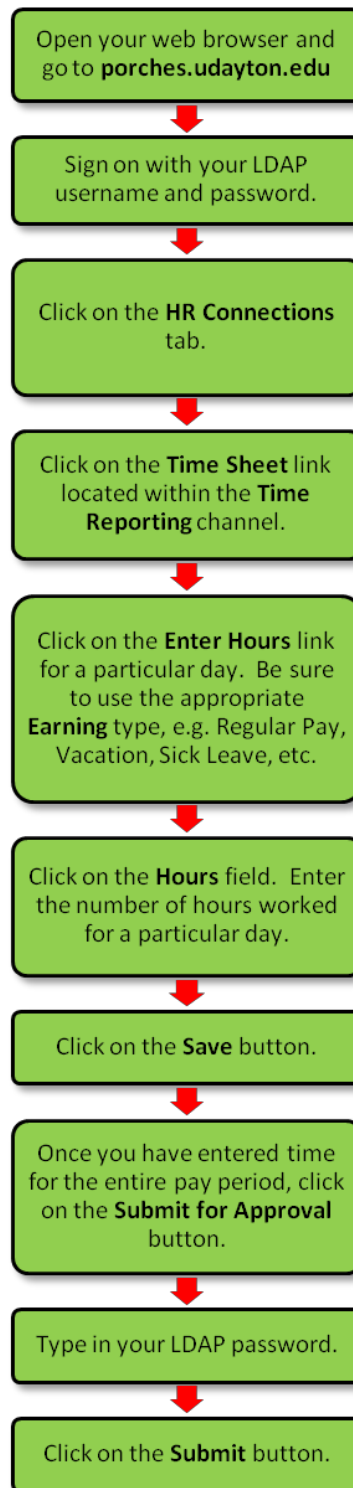 Open your web browser and
go to porches.udayton.edu
Sign on with your LDAP
username and password.
Click on the HR Connections
tab.
Click on the Time Sheet link
located within the Time
Reporting channel.
Click on the Enter Hours link
for a particular day.  Be sure
to use the appropriate
Earning type, e.g. Regular Pay,
Vacation, Sick Leave, etc.
Click on the Hours field.  Enter
the number of hours worked
for a particular day.
Click on the Save button.
Once you have entered time
for the entire pay period, click
on the Submit for Approval
button.
Type in your LDAP password.
Click on the Submit button.